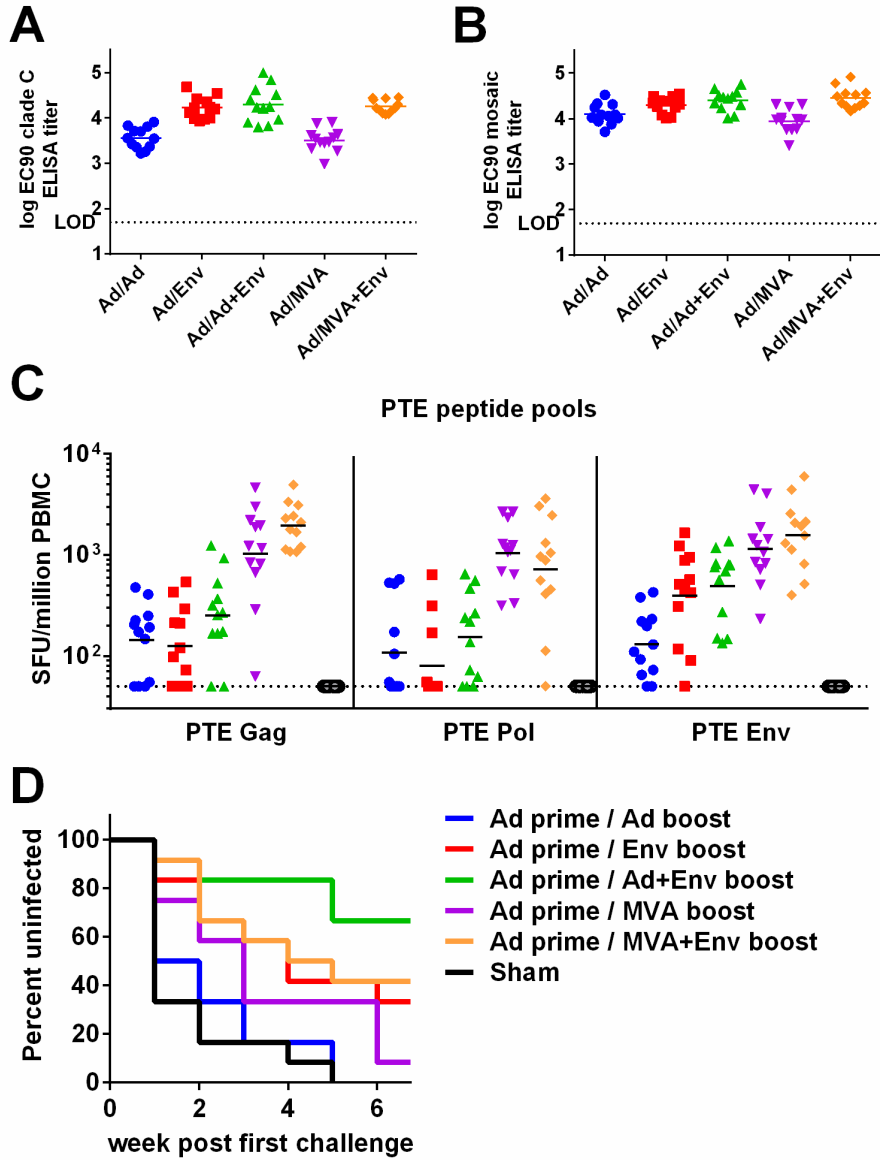 A
log EC90 clade C
ELISA titer
5
4
3
2
LOD
1
Ad/Ad
Ad/Env
Ad/Ad+Env
Ad/MVA
Ad/MVA+Env
B
log EC90 mosaic
ELISA titer
5
4
3
2
LOD
1
Ad/Ad
Ad/Env
Ad/Ad+Env
Ad/MVA
Ad/MVA+Env
C
PTE peptide pools
SFU/million PBMC
10⁴
10³
10²
PTE Gag
PTE Pol
PTE Env
D
Percent uninfected
100
80
60
40
20
0
0
2
4
6
week post first challenge
Ad prime / Ad boost
Ad prime / Env boost
Ad prime / Ad+Env boost
Ad prime / MVA boost
Ad prime / MVA+Env boost
Sham